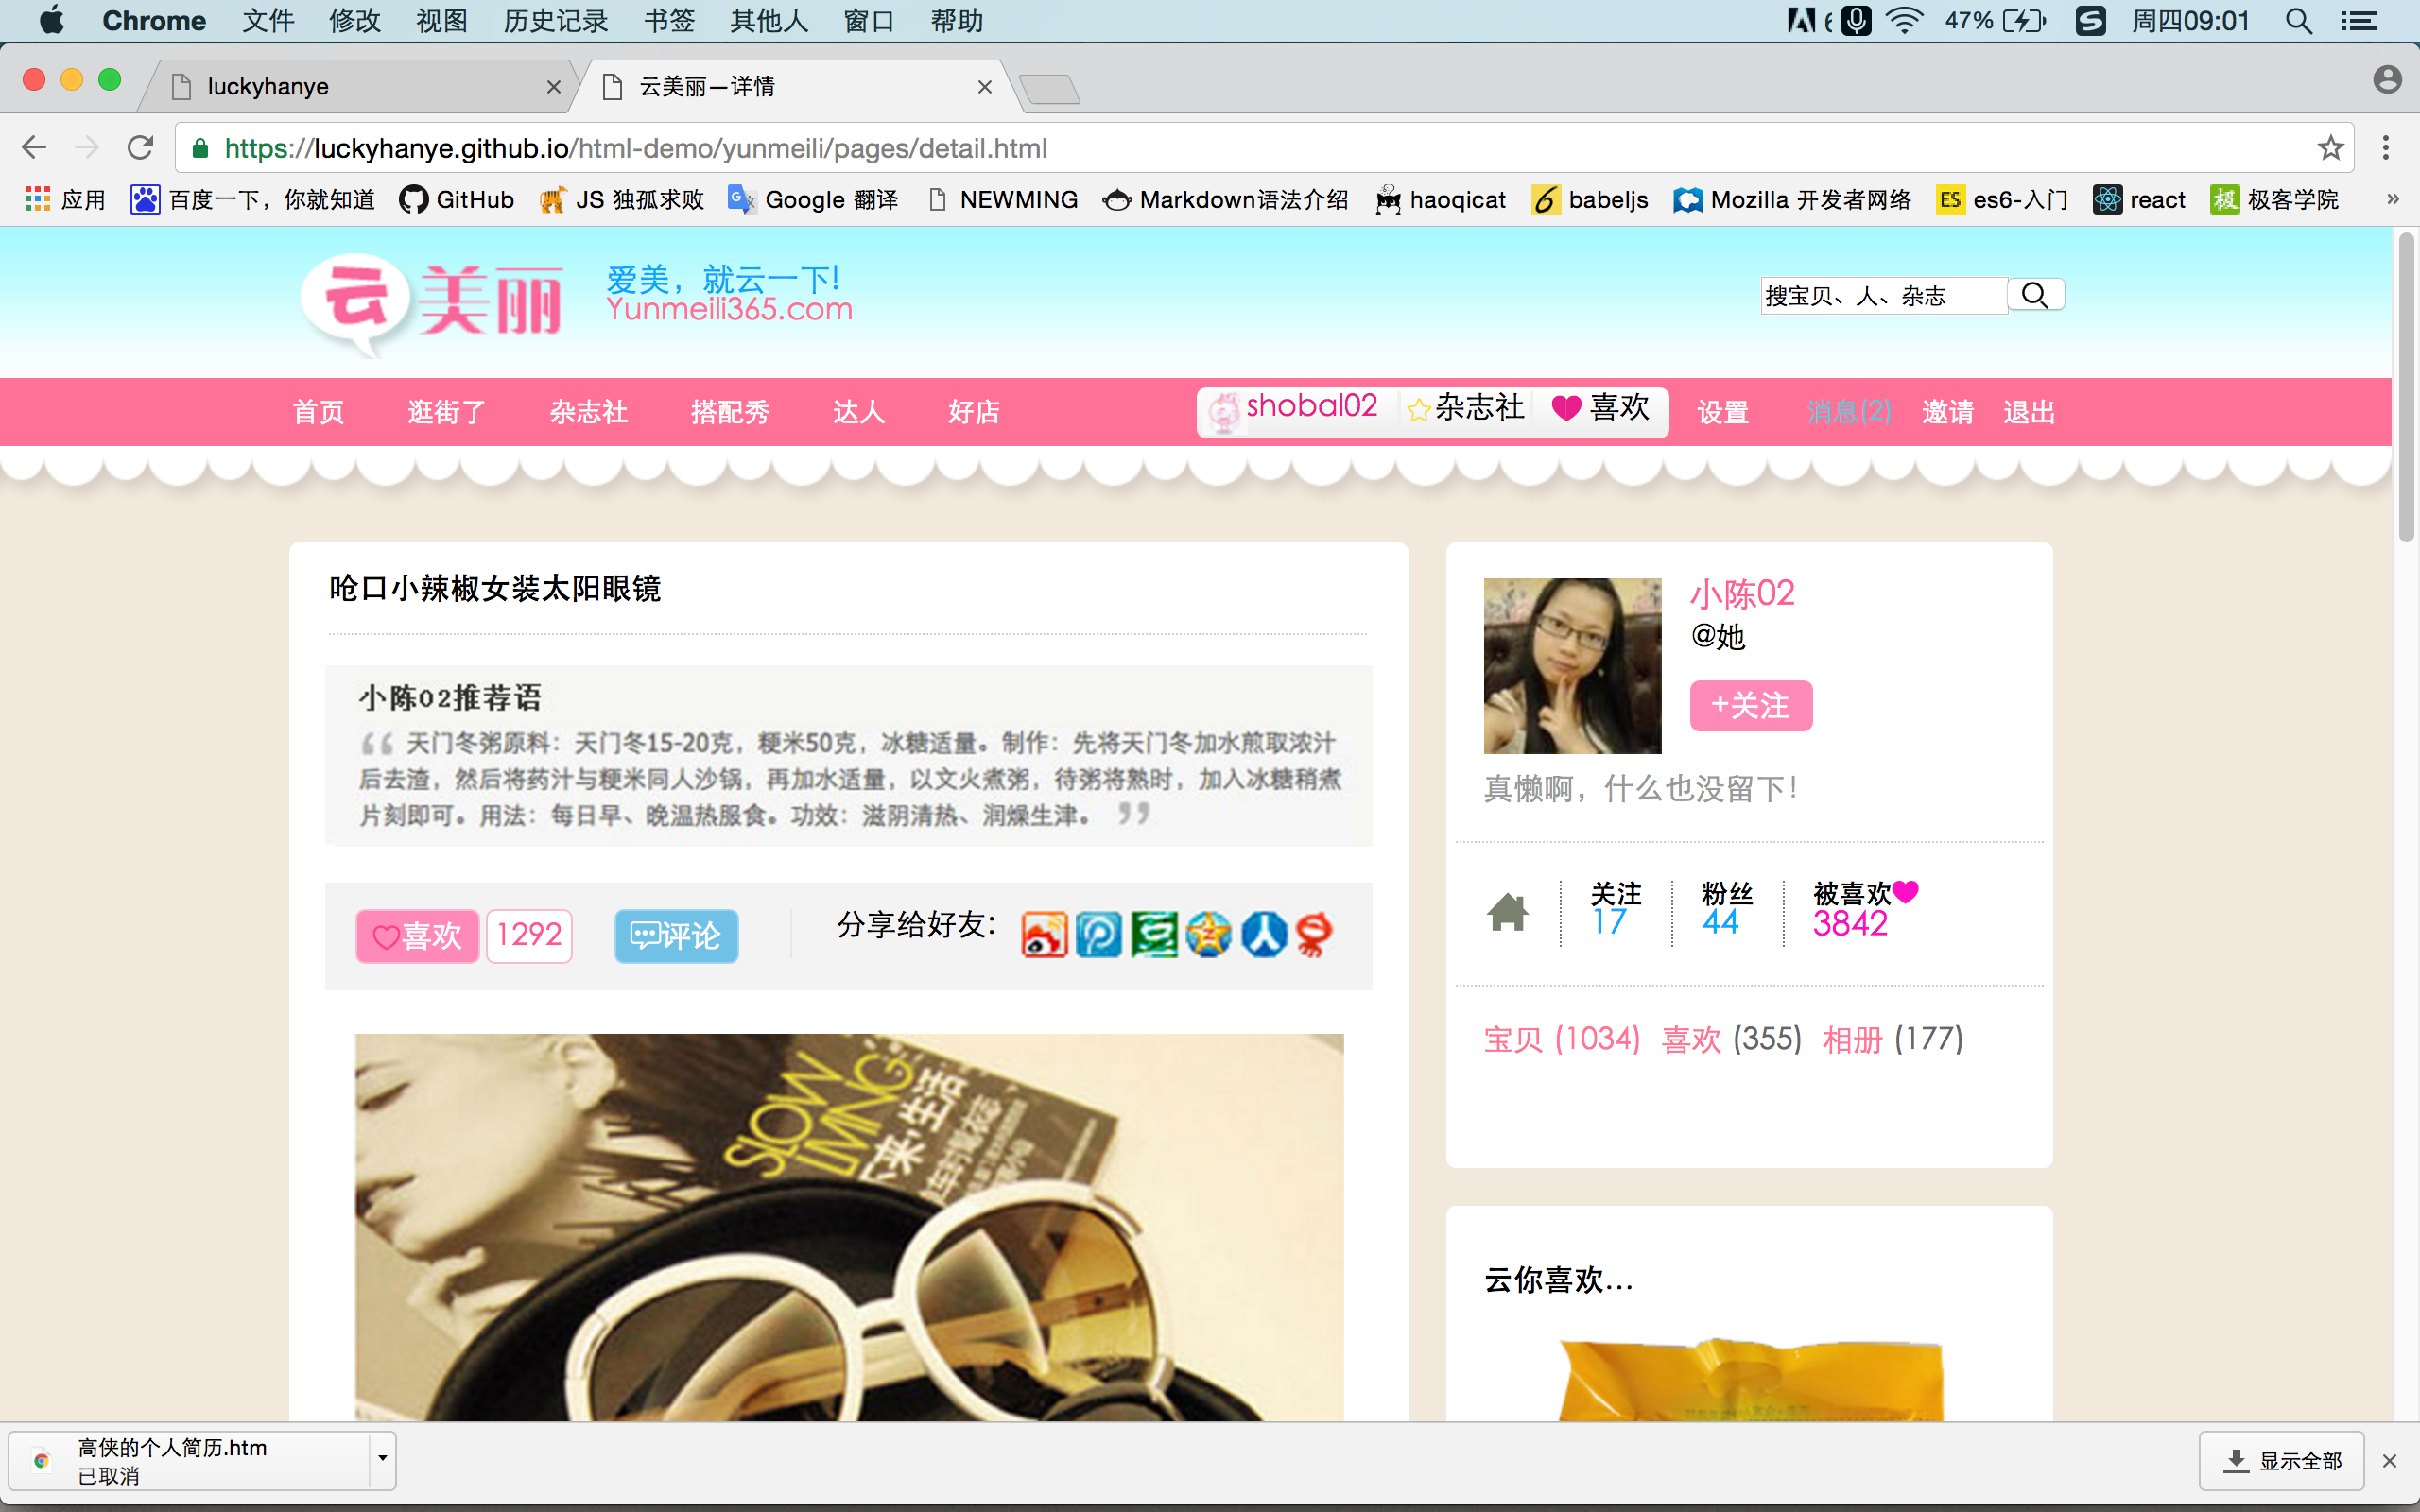 Chrome 文件 修改 视图 历史记录 书签 其他人 窗口 帮助 47% 周四09:01
luckyhanye
云美丽—详情
https://luckyhanye.github.io/html-demo/yunmeili/pages/detail.html
应用 百度一下，你就知道 GitHub JS 独孤求败 Google 翻译 NEWMING Markdown语法介绍 haoqicat babeljs Mozilla 开发者网络 es6-入门 react 极客学院 »
云美丽
爱美，就云一下!
Yunmeili365.com
搜宝贝、人、杂志
首页 逛街了 杂志社 搭配秀 达人 好店 shobal02 杂志社 喜欢 设置 消息(2) 邀请 退出
呛口小辣椒女装太阳眼镜
小陈02推荐语
“ 天门冬粥原料：天门冬15-20克，粳米50克，冰糖适量。制作：先将天门冬加水煎取浓汁
后去渣，然后将药汁与粳米同人沙锅，再加水适量，以文火煮粥，待粥将熟时，加入冰糖稍煮
片刻即可。用法：每日早、晚温热服食。功效：滋阴清热、润燥生津。 ”
喜欢 1292 评论 分享给好友：
SLOW
LIVING
来，生活
小陈02
@她
+关注
真懒啊，什么也没留下!
关注 粉丝 被喜欢
17 44 3842
宝贝 (1034) 喜欢 (355) 相册 (177)
云你喜欢...
高侠的个人简历.htm
已取消
显示全部